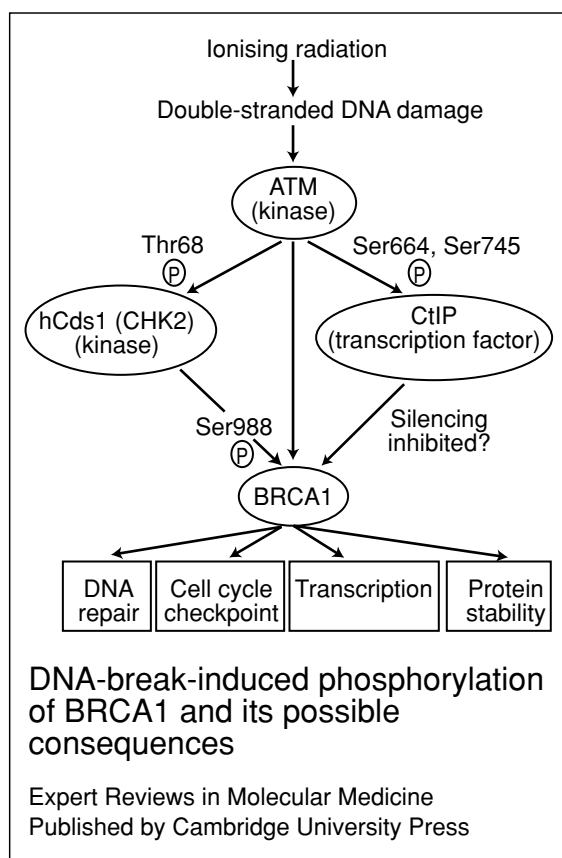 Ionising radiation
Double-stranded DNA damage
ATM
(kinase)
Thr68
P
Ser664, Ser745
P
hCds1 (CHK2)
(kinase)
CtIP
(transcription factor)
Ser988
P
Silencing
inhibited?
BRCA1
DNA
repair
Cell cycle
checkpoint
Transcription
Protein
stability
DNA-break-induced phosphorylation
of BRCA1 and its possible
consequences
Expert Reviews in Molecular Medicine
Published by Cambridge University Press